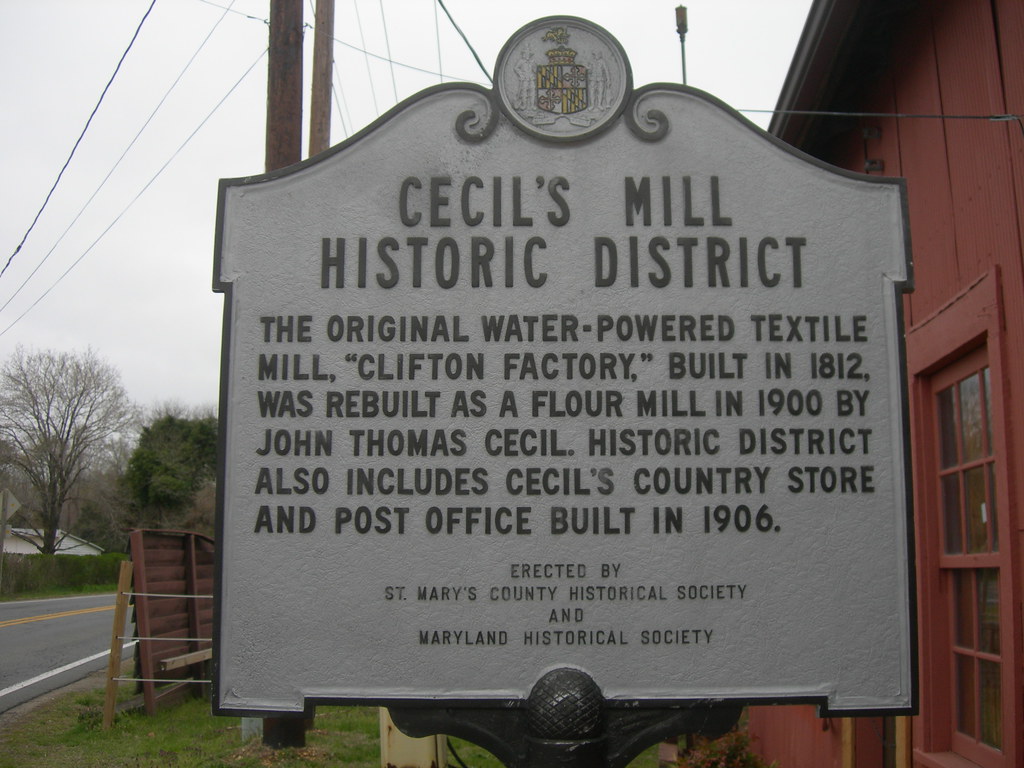 CECIL'S MILL
HISTORIC DISTRICT
THE ORIGINAL WATER-POWERED TEXTILE
MILL, "CLIFTON FACTORY," BUILT IN 1812,
WAS REBUILT AS A FLOUR MILL IN 1900 BY
JOHN THOMAS CECIL. HISTORIC DISTRICT
ALSO INCLUDES CECIL'S COUNTRY STORE
AND POST OFFICE BUILT IN 1906.
ERECTED BY
ST. MARY'S COUNTY HISTORICAL SOCIETY
AND
MARYLAND HISTORICAL SOCIETY